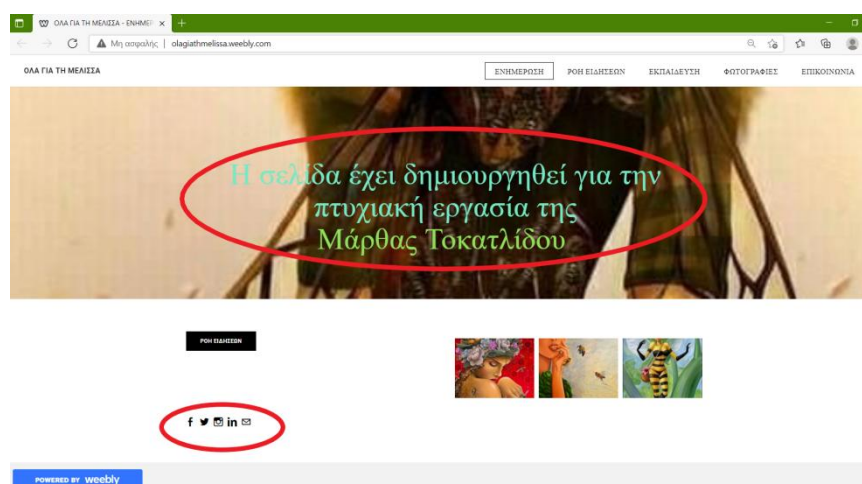 ΟΛΑ ΓΙΑ ΤΗ ΜΕΛΙΣΣΑ - ΕΝΗΜΕΡ
Μη ασφαλής | olagiathmelissa.weebly.com
ΟΛΑ ΓΙΑ ΤΗ ΜΕΛΙΣΣΑ ΕΝΗΜΕΡΩΣΗ ΡΟΗ ΕΙΔΗΣΕΩΝ ΕΚΠΑΙΔΕΥΣΗ ΦΩΤΟΓΡΑΦΙΕΣ ΕΠΙΚΟΙΝΩΝΙΑ
Η σελίδα έχει δημιουργηθεί για την
πτυχιακή εργασία της
Μάρθας Τοκατλίδου
ΡΟΗ ΕΙΔΗΣΕΩΝ
POWERED BY weebly